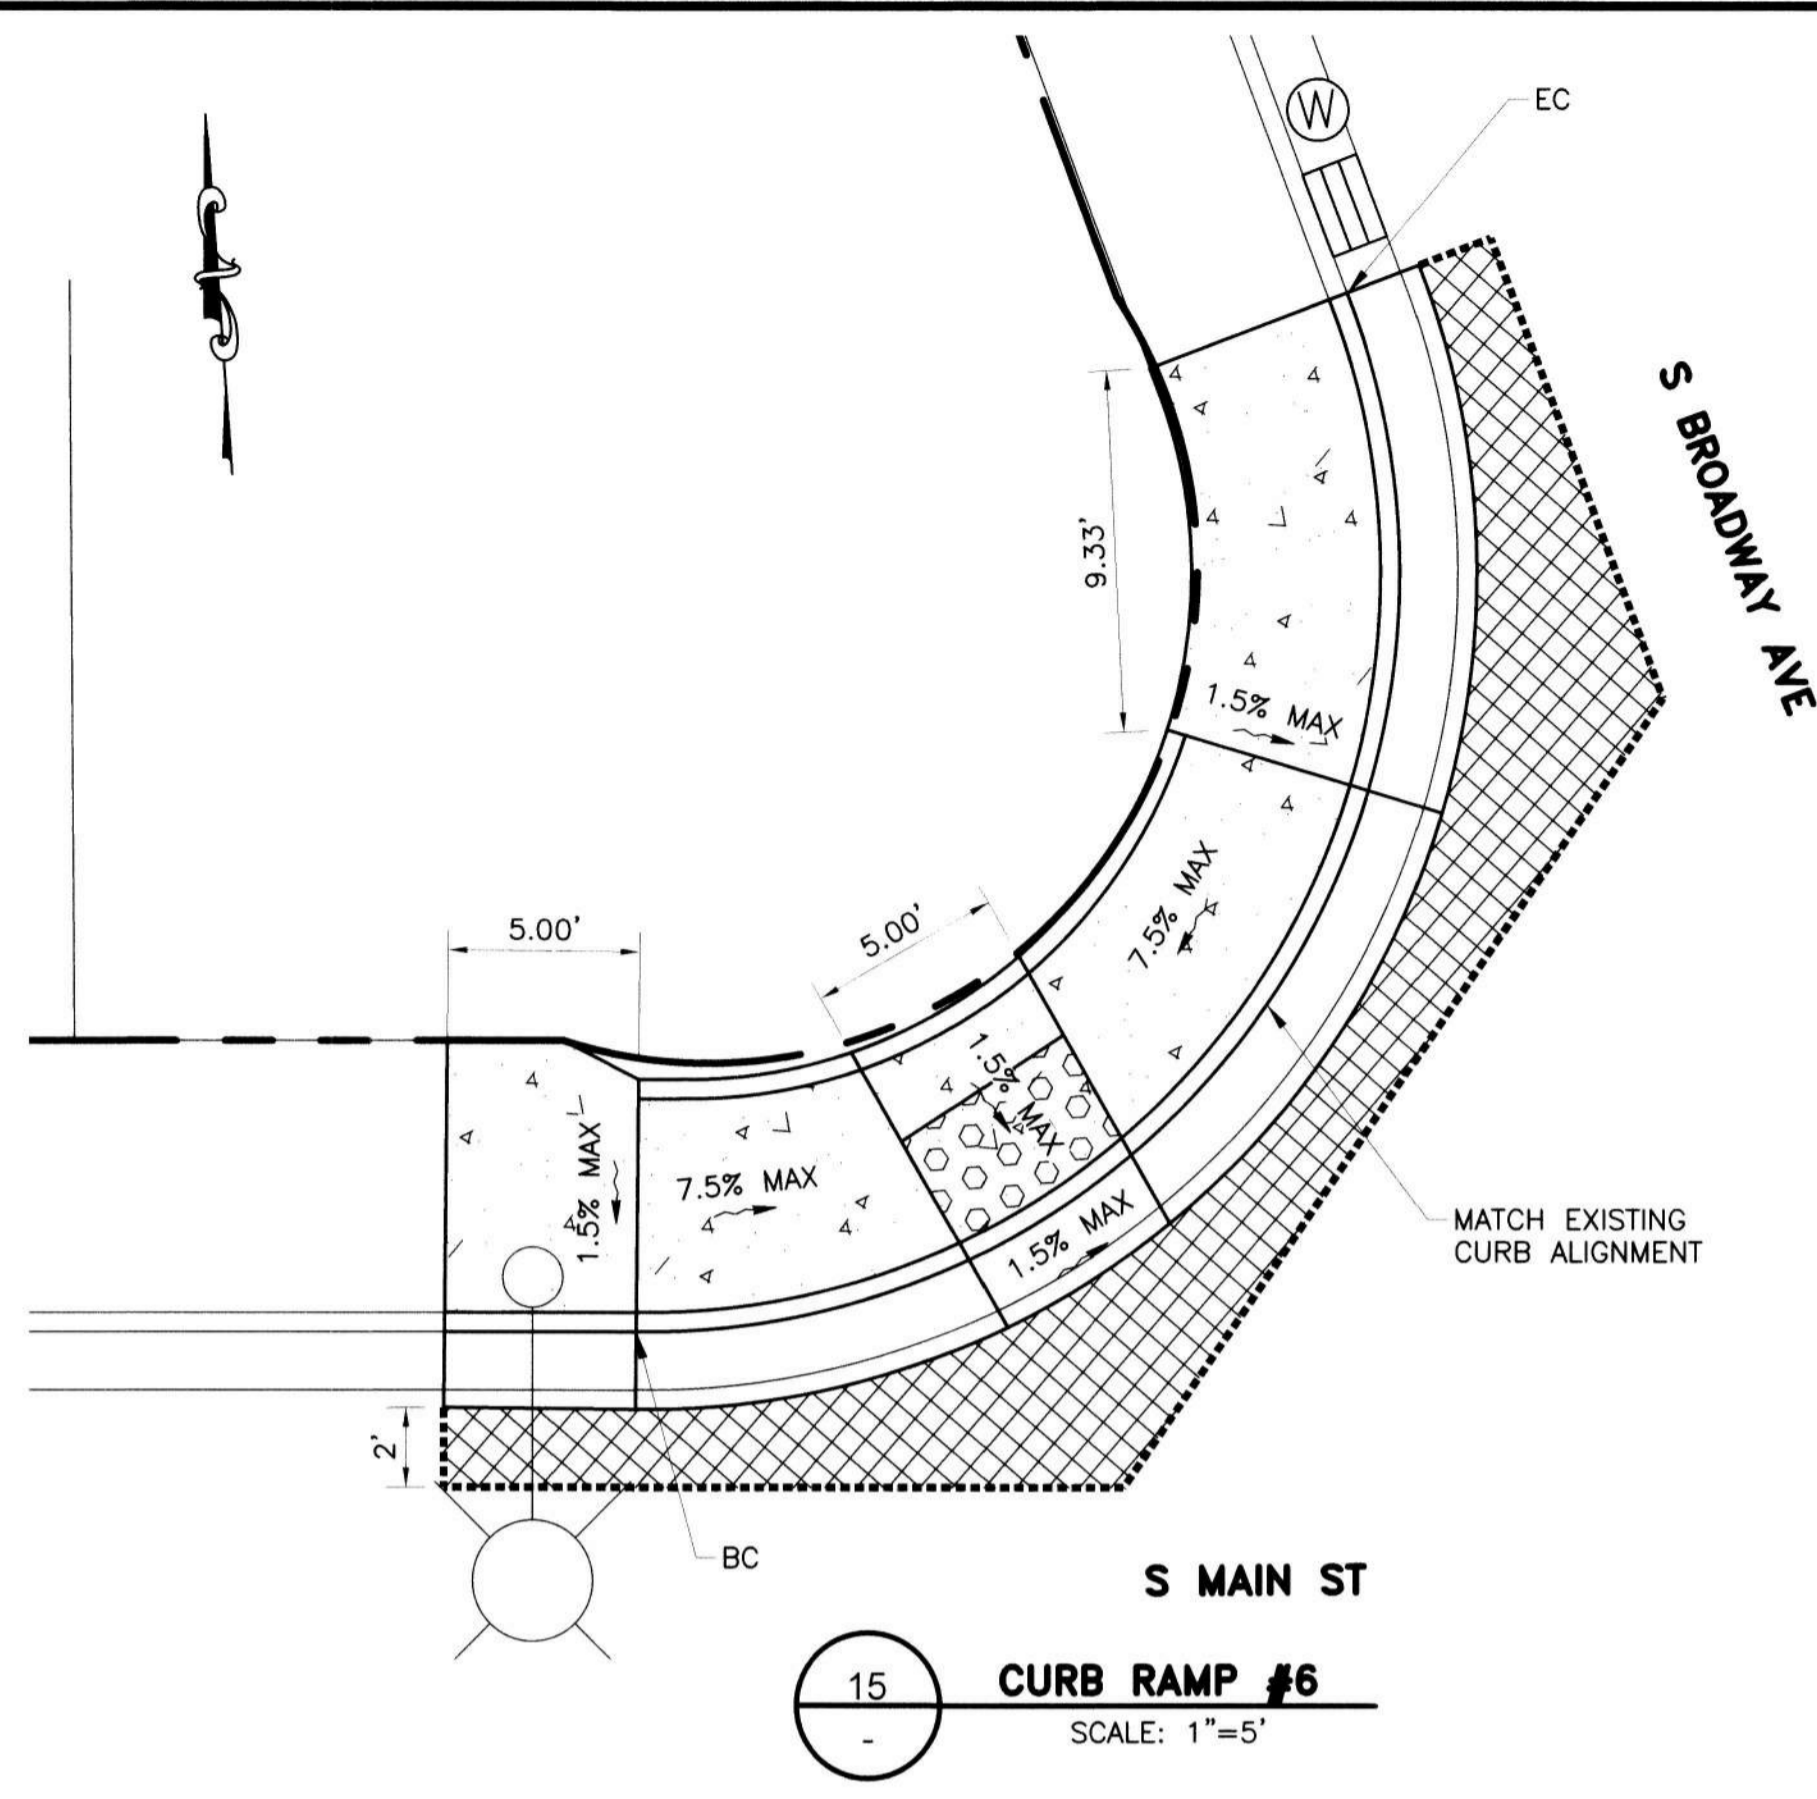 W
EC
S BROADWAY AVE
9.33'
1.5% MAX
7.5% MAX
5.00'
5.00'
1.5% MAX
1.5% MAX
7.5% MAX
1.5% MAX
MATCH EXISTING
CURB ALIGNMENT
2'
BC
S MAIN ST
15
-
CURB RAMP #6
SCALE: 1"=5'